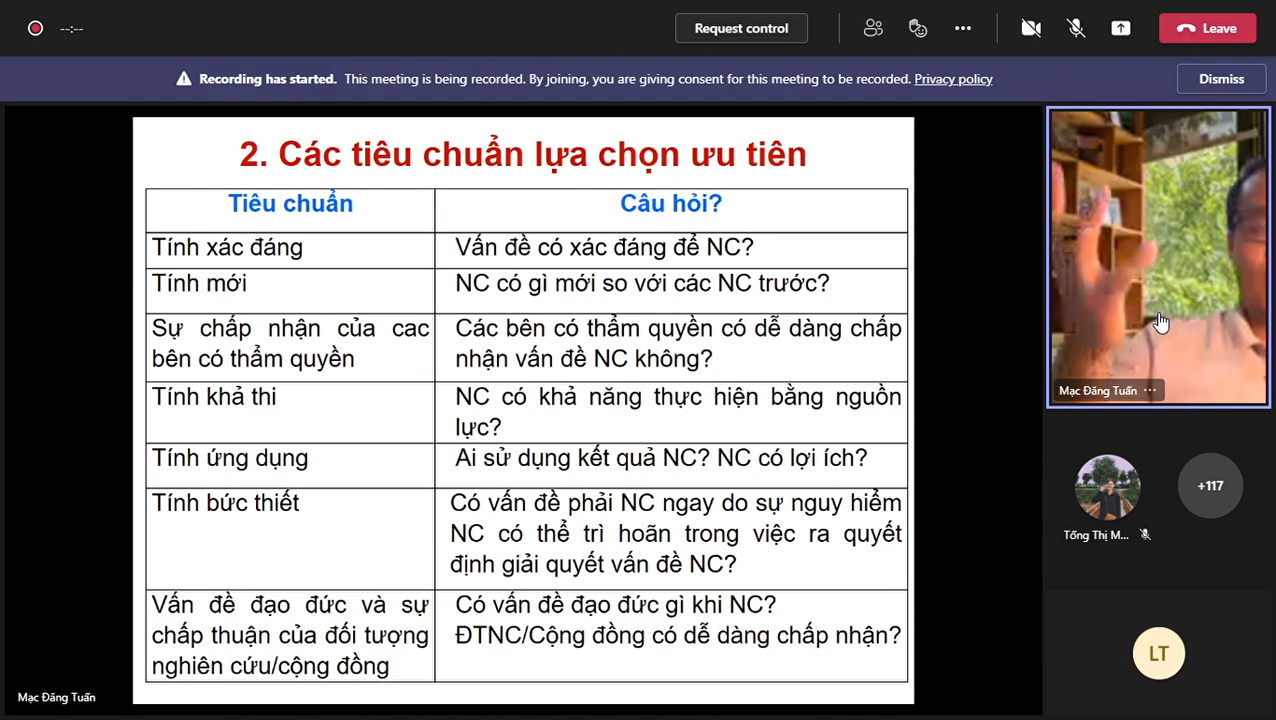 --:--
Request control
Leave
Recording has started. This meeting is being recorded. By joining, you are giving consent for this meeting to be recorded. Privacy policy
Dismiss
2. Các tiêu chuẩn lựa chọn ưu tiên
Tiêu chuẩn
Câu hỏi?
Tính xác đáng
Vấn đề có xác đáng để NC?
Tính mới
NC có gì mới so với các NC trước?
Sự chấp nhận của cac
bên có thẩm quyền
Các bên có thẩm quyền có dễ dàng chấp
nhận vấn đề NC không?
Tính khả thi
NC có khả năng thực hiện bằng nguồn
lực?
Tính ứng dụng
Ai sử dụng kết quả NC? NC có lợi ích?
Tính bức thiết
Có vấn đề phải NC ngay do sự nguy hiểm
NC có thể trì hoãn trong việc ra quyết
định giải quyết vấn đề NC?
Vấn đề đạo đức và sự
chấp thuận của đối tượng
nghiên cứu/cộng đồng
Có vấn đề đạo đức gì khi NC?
ĐTNC/Cộng đồng có dễ dàng chấp nhận?
Mạc Đăng Tuấn
Mạc Đăng Tuấn ...
Tống Thị M...
+117
LT